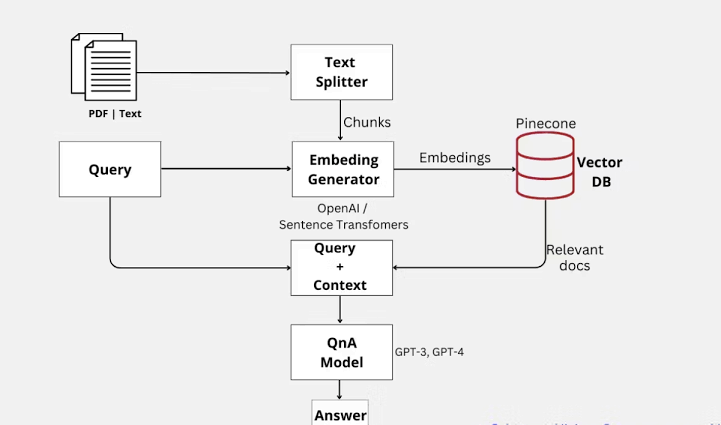 Text
Splitter
PDF | Text
Chunks
Pinecone
Query
Embeding
Generator
Embedings
Vector
DB
OpenAI /
Sentence Transfomers
Query
+
Context
Relevant
docs
QnA
Model
GPT-3, GPT-4
Answer